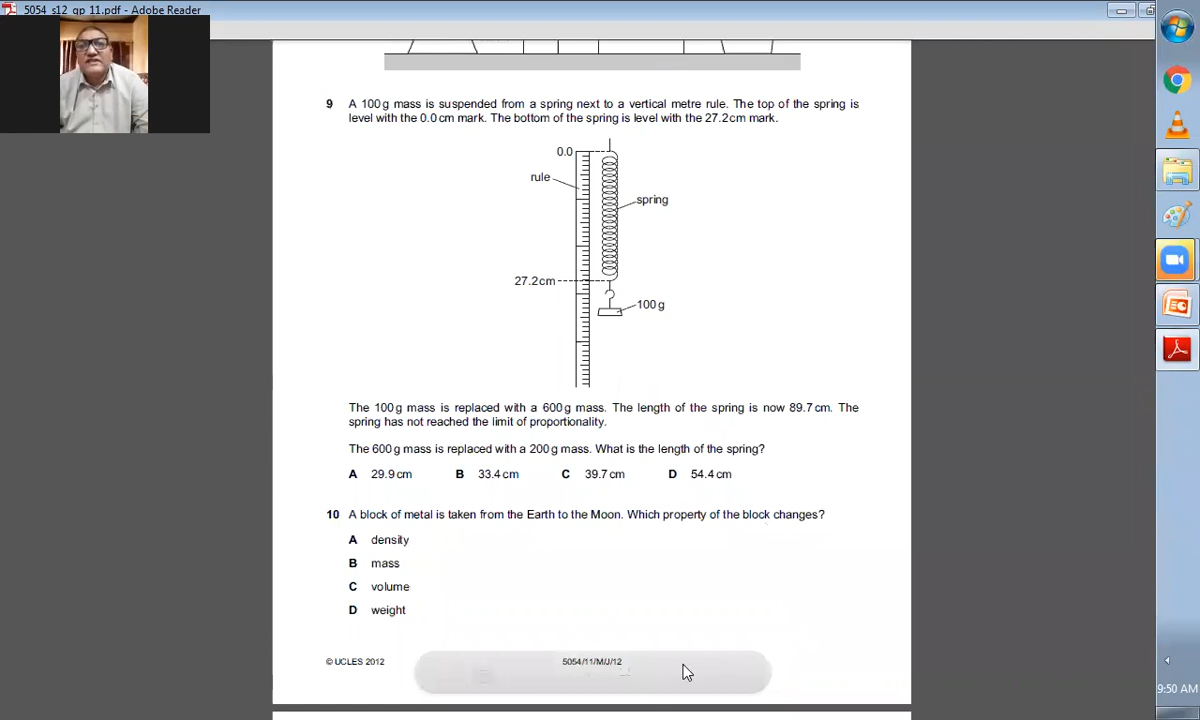 5054_s12_qp_11.pdf - Adobe Reader
9 A 100 g mass is suspended from a spring next to a vertical metre rule. The top of the spring is
level with the 0.0 cm mark. The bottom of the spring is level with the 27.2 cm mark.
0.0
rule
spring
27.2 cm
100 g
The 100 g mass is replaced with a 600 g mass. The length of the spring is now 89.7 cm. The
spring has not reached the limit of proportionality.
The 600 g mass is replaced with a 200 g mass. What is the length of the spring?
A 29.9 cm B 33.4 cm C 39.7 cm D 54.4 cm
10 A block of metal is taken from the Earth to the Moon. Which property of the block changes?
A density
B mass
C volume
D weight
© UCLES 2012 5054/11/M/J/12
9:50 AM